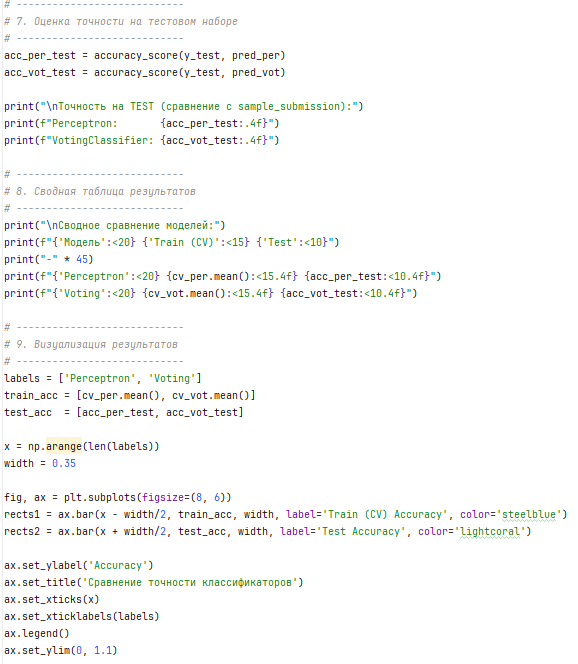 # ---------------------------
# 7. Оценка точности на тестовом наборе
# ---------------------------
acc_per_test = accuracy_score(y_test, pred_per)
acc_vot_test = accuracy_score(y_test, pred_vot)

print("\nТочность на TEST (сравнение с sample_submission):")
print(f"Perceptron:       {acc_per_test:.4f}")
print(f"VotingClassifier: {acc_vot_test:.4f}")

# ---------------------------
# 8. Сводная таблица результатов
# ---------------------------
print("\nСводное сравнение моделей:")
print(f"{'Модель':<20} {'Train (CV)':<15} {'Test':<10}")
print("-" * 45)
print(f"{'Perceptron':<20} {cv_per.mean():<15.4f} {acc_per_test:<10.4f}")
print(f"{'Voting':<20} {cv_vot.mean():<15.4f} {acc_vot_test:<10.4f}")

# ---------------------------
# 9. Визуализация результатов
# ---------------------------
labels = ['Perceptron', 'Voting']
train_acc = [cv_per.mean(), cv_vot.mean()]
test_acc  = [acc_per_test, acc_vot_test]

x = np.arange(len(labels))
width = 0.35

fig, ax = plt.subplots(figsize=(8, 6))
rects1 = ax.bar(x - width/2, train_acc, width, label='Train (CV) Accuracy', color='steelblue')
rects2 = ax.bar(x + width/2, test_acc, width, label='Test Accuracy', color='lightcoral')

ax.set_ylabel('Accuracy')
ax.set_title('Сравнение точности классификаторов')
ax.set_xticks(x)
ax.set_xticklabels(labels)
ax.legend()
ax.set_ylim(0, 1.1)